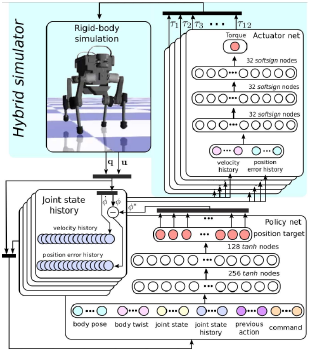 Hybrid simulator
Rigid-body
simulation
τ1 τ2 τ3 ••• τ12
Actuator net
Torque
32 softsign nodes
32 softsign nodes
32 softsign nodes
velocity
history
position
error history
q u
Joint state
history
velocity history
position error history
ϕ̇ ϕ
ϕ*
Policy net
position target
128 tanh nodes
256 tanh nodes
body pose
body twist
joint state
joint state
history
previous
action
command